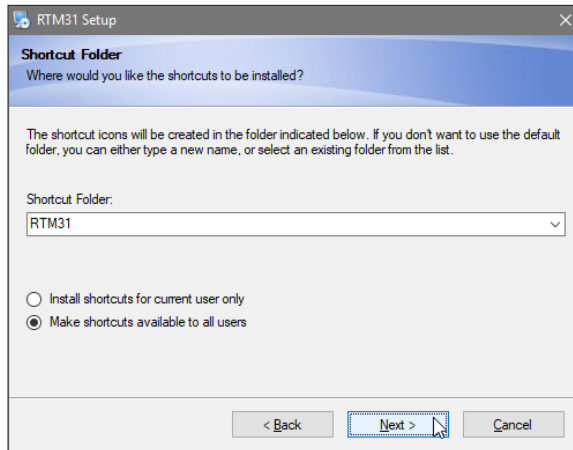 RTM31 Setup
Shortcut Folder
Where would you like the shortcuts to be installed?
The shortcut icons will be created in the folder indicated below. If you don't want to use the default
folder, you can either type a new name, or select an existing folder from the list.
Shortcut Folder:
RTM31
Install shortcuts for current user only
Make shortcuts available to all users
< Back
Next >
Cancel